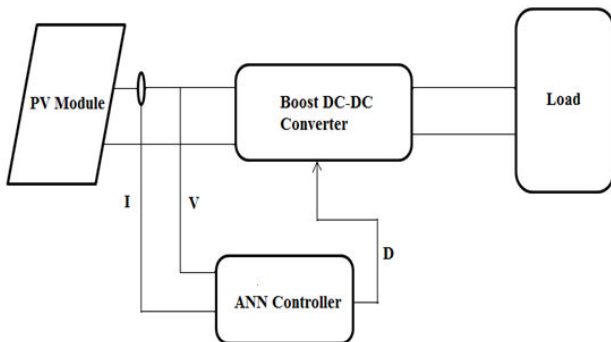 PV Module
Boost DC-DC
Converter
Load
I
V
D
ANN Controller